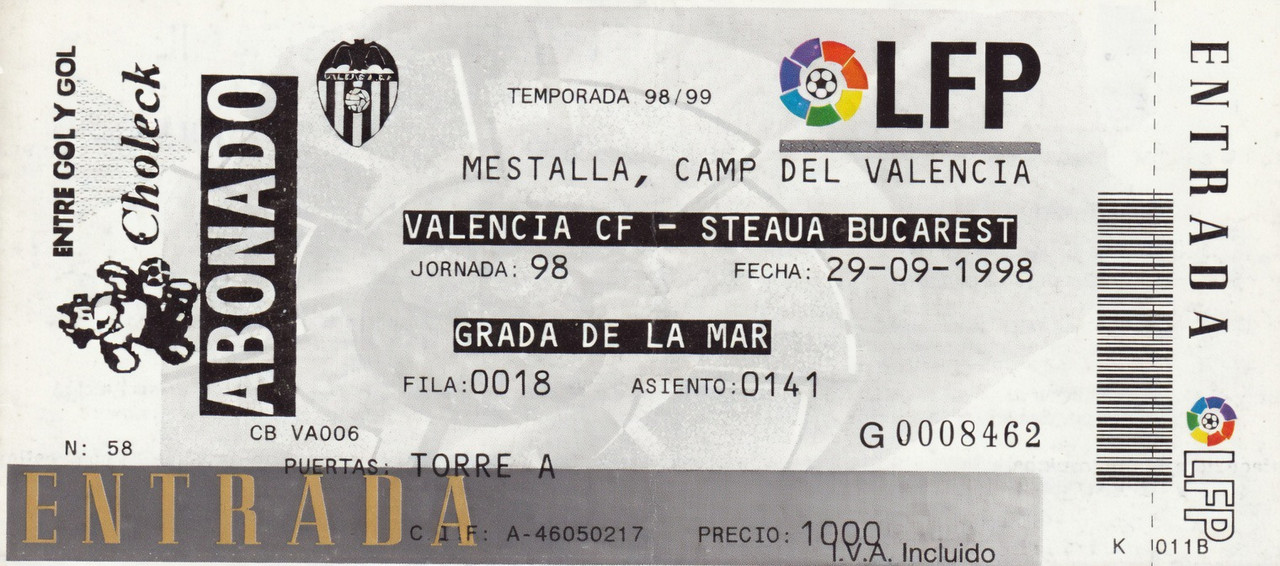 ENTRE GOL Y GOL
Choleck
ABONADO
VALENCIA C.F.
TEMPORADA 98/99
LFP
MESTALLA, CAMP DEL VALENCIA
VALENCIA CF - STEAUA BUCAREST
JORNADA: 98 FECHA: 29-09-1998
GRADA DE LA MAR
FILA:0018 ASIENTO:0141
CB VA006
G 0008462
N: 58
PUERTAS: TORRE A
ENTRADA
C I F: A-46050217 PRECIO: 1000
I.V.A. Incluido
ENTRADA
LFP
K 011B